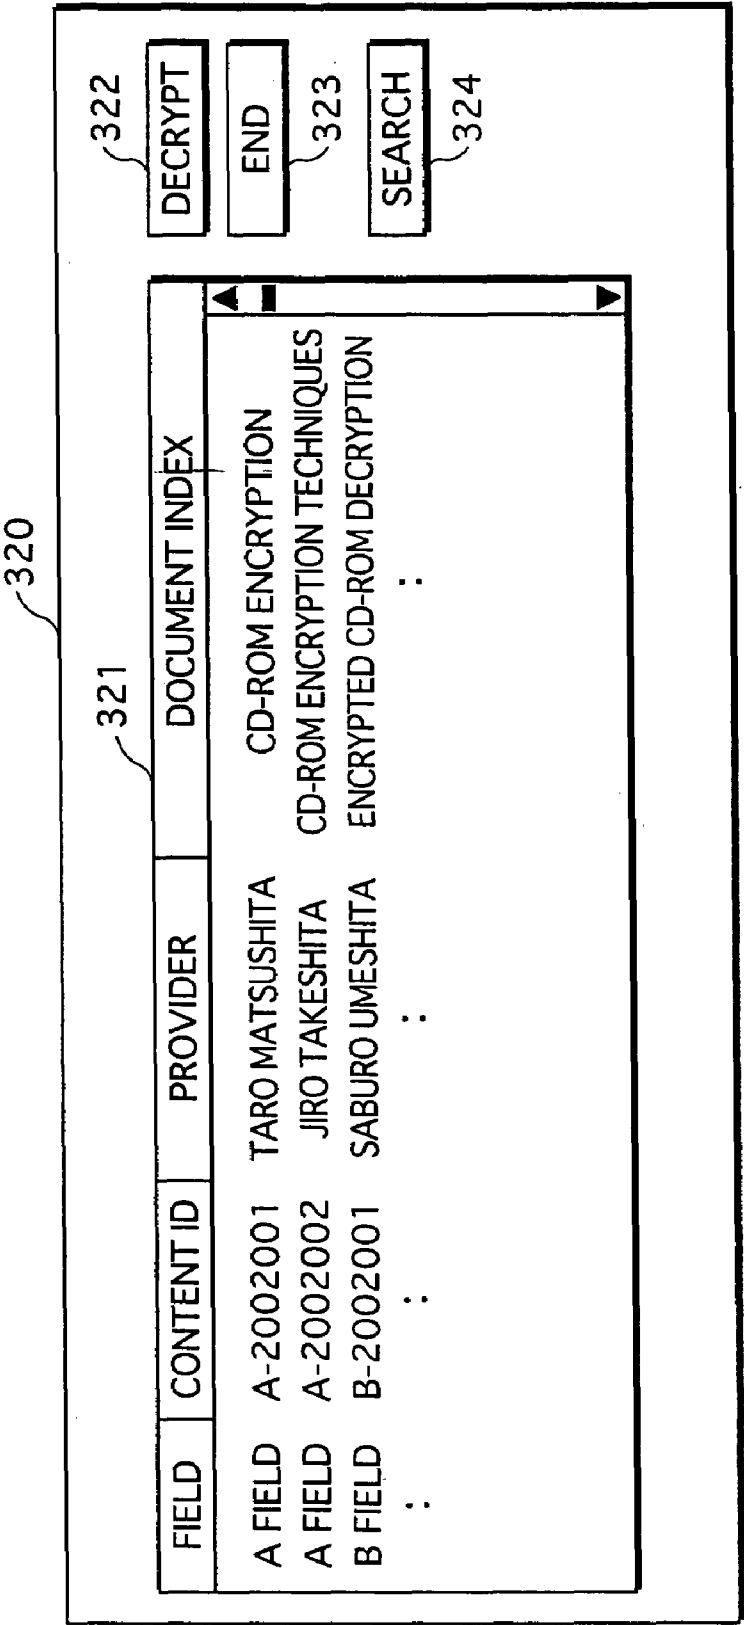 320
321
322
FIELD CONTENT ID PROVIDER DOCUMENT INDEX
DECRYPT
A FIELD A-2002001 TARO MATSUSHITA CD-ROM ENCRYPTION
END
A FIELD A-2002002 JIRO TAKESHITA CD-ROM ENCRYPTION TECHNIQUES
323
B FIELD B-2002001 SABURO UMESHITA ENCRYPTED CD-ROM DECRYPTION
SEARCH
: : : :
324